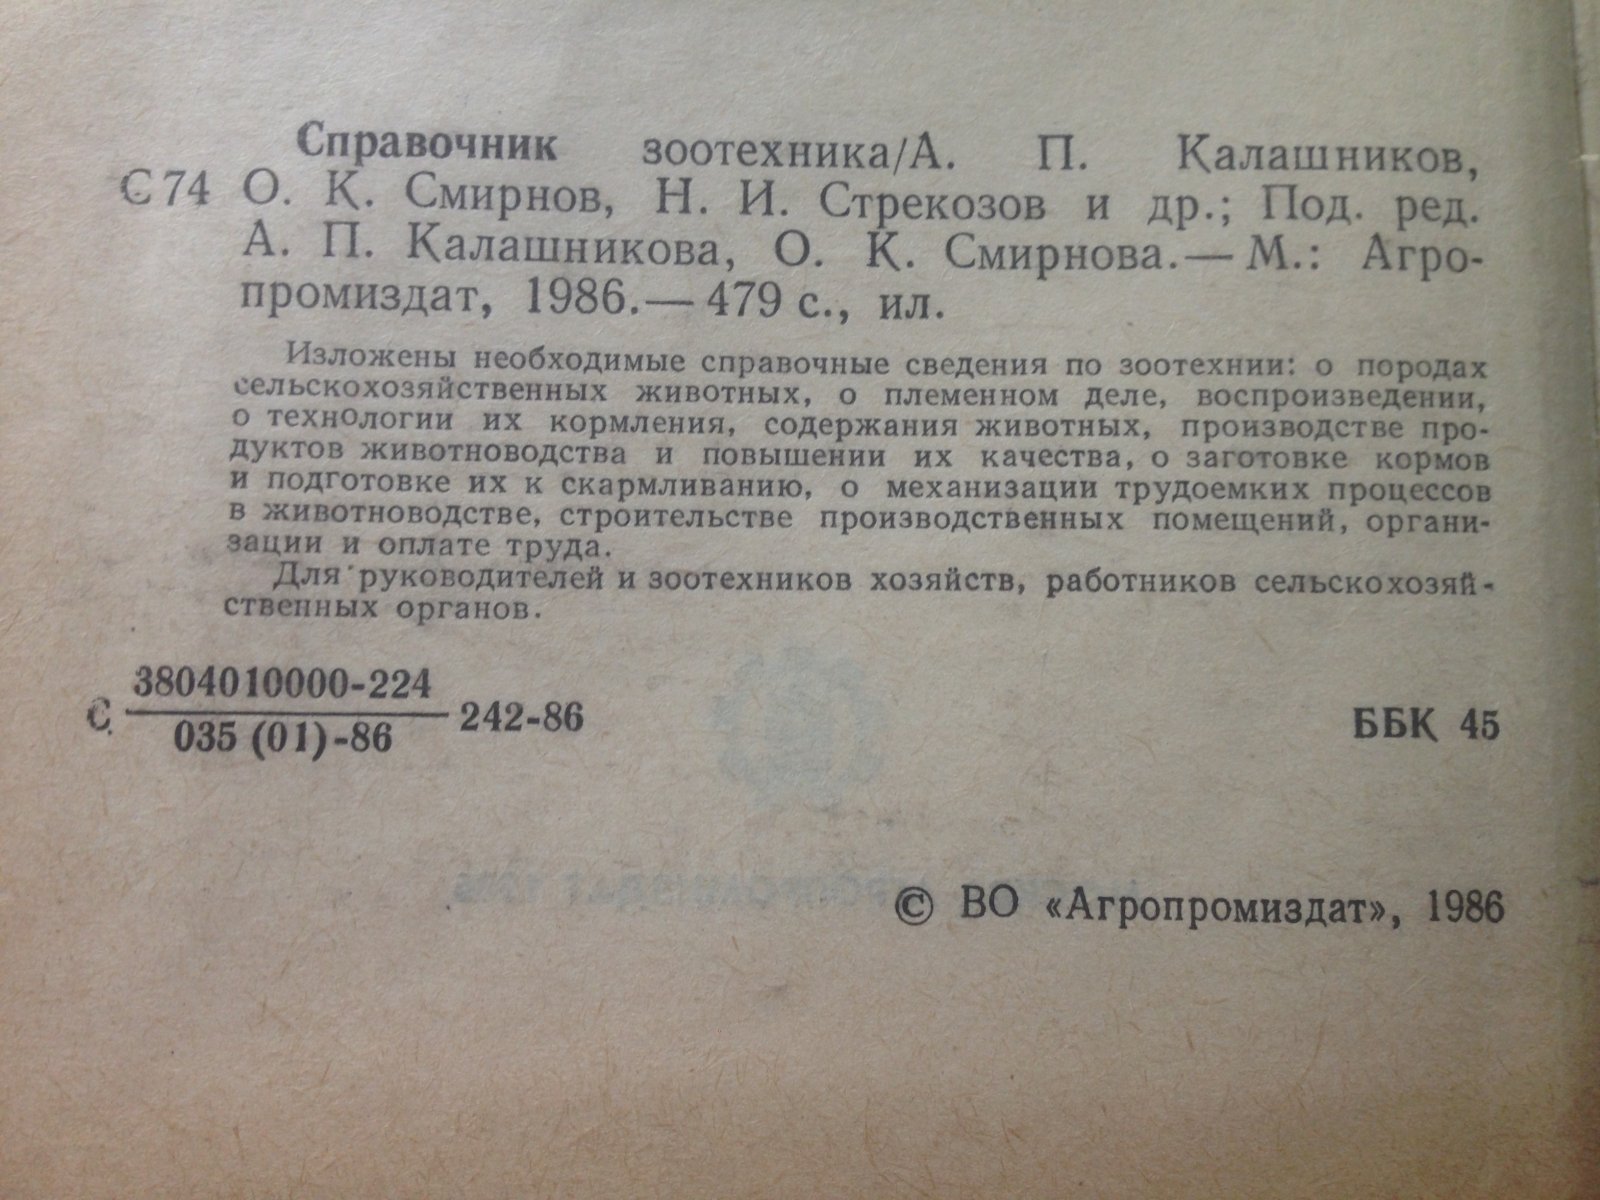 Справочник зоотехника/А. П. Калашников,
С 74 О. К. Смирнов, Н. И. Стрекозов и др.; Под. ред.
А. П. Калашникова, О. К. Смирнова.— М.: Агро-
промиздат, 1986.— 479 с., ил.
Изложены необходимые справочные сведения по зоотехнии: о породах
сельскохозяйственных животных, о племенном деле, воспроизведении,
о технологии их кормления, содержания животных, производстве про-
дуктов животноводства и повышении их качества, о заготовке кормов
и подготовке их к скармливанию, о механизации трудоемких процессов
в животноводстве, строительстве производственных помещений, органи-
зации и оплате труда.
Для руководителей и зоотехников хозяйств, работников сельскохозяй-
ственных органов.
3804010000-224
С 242-86 ББК 45
035 (01)-86
© ВО «Агропромиздат», 1986